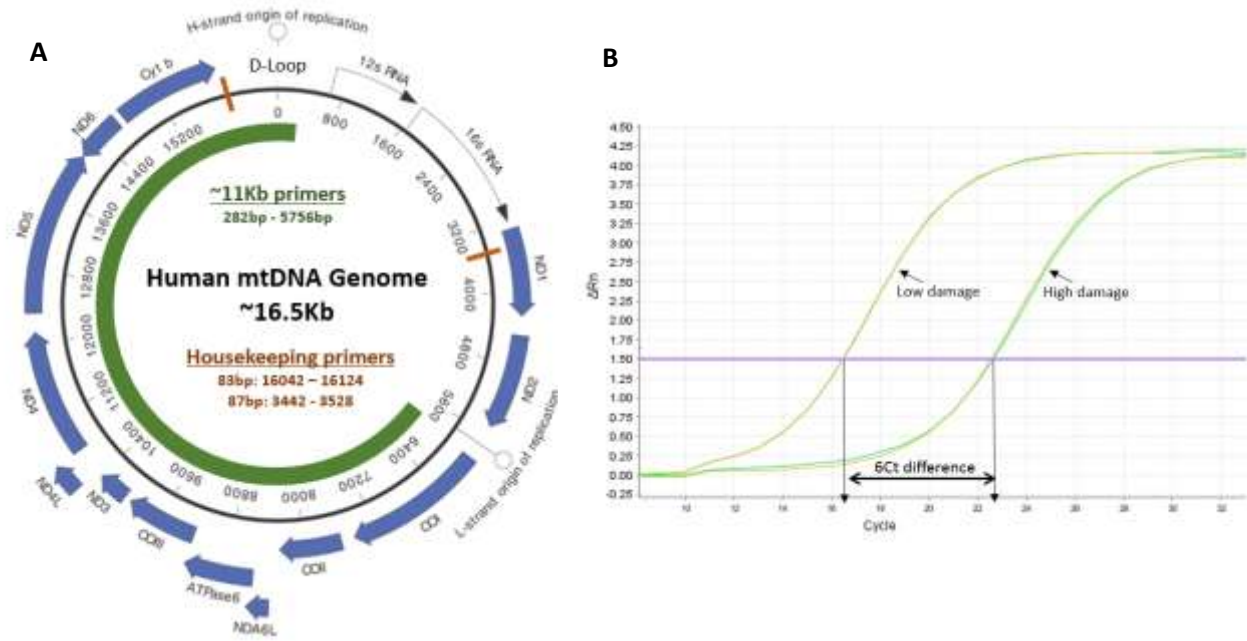 A
H-strand origin of replication
D-Loop
12s RNA
16s RNA
Cyt b
ND6
ND5
ND4
ND4L
ND3
COIII
ATPase6
NDA6L
COII
COI
L-strand origin of replication
ND2
ND1
0
800
1600
2400
3200
4000
4800
5600
6400
7200
8000
8800
9600
10400
11200
12000
12800
13600
14400
15200
~11Kb primers
282bp - 5756bp
Human mtDNA Genome
~16.5Kb
Housekeeping primers
83bp: 16042 – 16124
87bp: 3442 - 3528
B
4.50
4.25
4.00
3.75
3.50
3.25
3.00
2.75
2.50
2.25
2.00
1.75
1.50
1.25
1.00
0.75
0.50
0.25
0.00
-0.25
ΔRn
Low damage
High damage
6Ct difference
10 12 14 16 18 20 22 24 26 28 30 32
Cycle